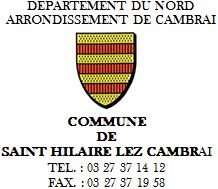 DEPARTEMENT DU NORD
ARRONDISSEMENT DE CAMBRAI
COMMUNE
DE
SAINT HILAIRE LEZ CAMBRAI
TEL. : 03 27 37 14 12
FAX. : 03 27 37 19 58